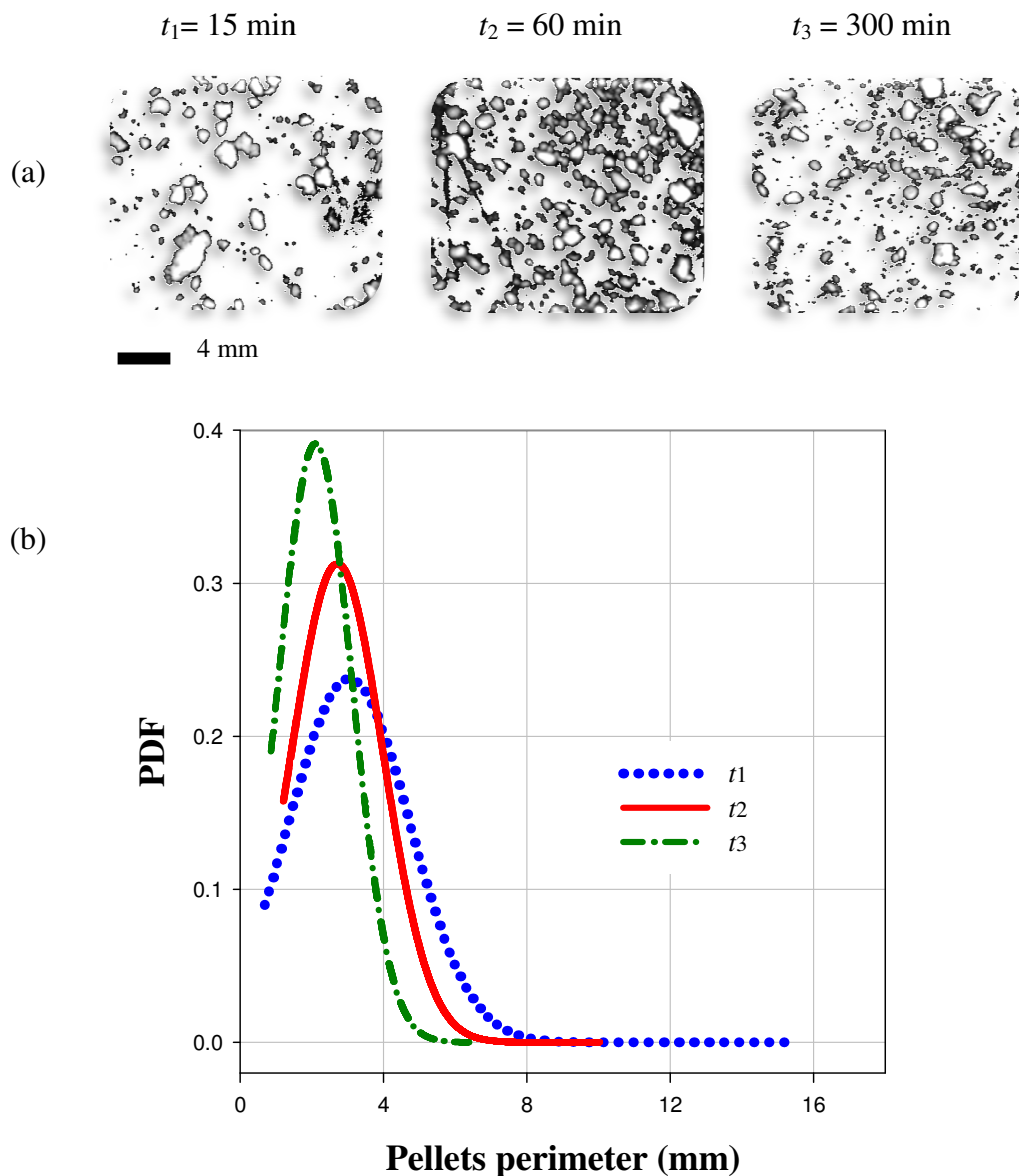 t1= 15 min t2 = 60 min t3 = 300 min
(a)
4 mm
(b)
0.4
0.3
0.2
0.1
0.0
PDF
t1
t2
t3
0 4 8 12 16
Pellets perimeter (mm)